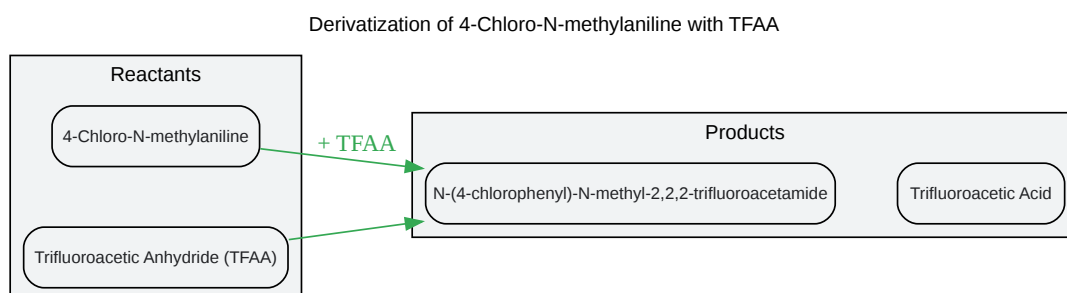 Derivatization of 4-Chloro-N-methylaniline with TFAA
Reactants
4-Chloro-N-methylaniline
Trifluoroacetic Anhydride (TFAA)
+ TFAA
Products
N-(4-chlorophenyl)-N-methyl-2,2,2-trifluoroacetamide
Trifluoroacetic Acid